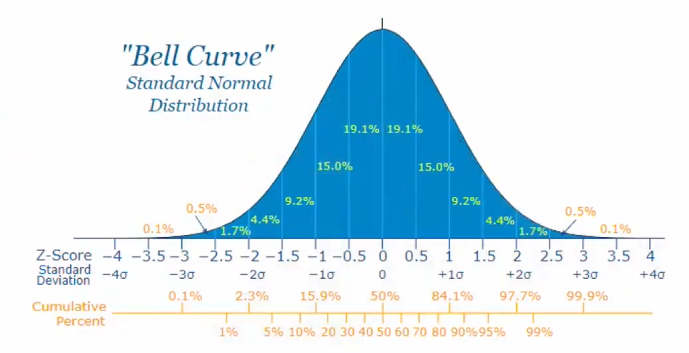 "Bell Curve"
Standard Normal
Distribution
19.1% 19.1%
15.0% 15.0%
9.2% 9.2%
0.5% 0.5%
4.4% 4.4%
0.1% 1.7% 1.7% 0.1%
Z-Score −4 −3.5 −3 −2.5 −2 −1.5 −1 −0.5 0 0.5 1 1.5 2 2.5 3 3.5 4
Standard
Deviation −4σ −3σ −2σ −1σ 0 +1σ +2σ +3σ +4σ
0.1% 2.3% 15.9% 50% 84.1% 97.7% 99.9%
Cumulative
Percent
1% 5% 10% 20 30 40 50 60 70 80 90% 95% 99%